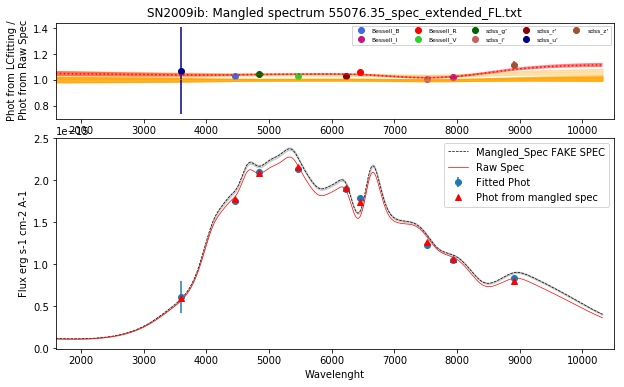 SN2009ib: Mangled spectrum 55076.35_spec_extended_FL.txt
Phot from LCfitting /
Phot from Raw Spec
1.4
1.2
1.0
0.8
Bessell_B Bessell_R sdss_g' sdss_r' sdss_z'
Bessell_I Bessell_V sdss_i' sdss_u'
2000 3000 4000 5000 6000 7000 8000 9000 10000
Flux erg s-1 cm-2 A-1
2.5
2.0
1.5
1.0
0.5
0.0
Mangled_Spec FAKE SPEC
Raw Spec
Fitted Phot
Phot from mangled spec
2000 3000 4000 5000 6000 7000 8000 9000 10000
Wavelenght